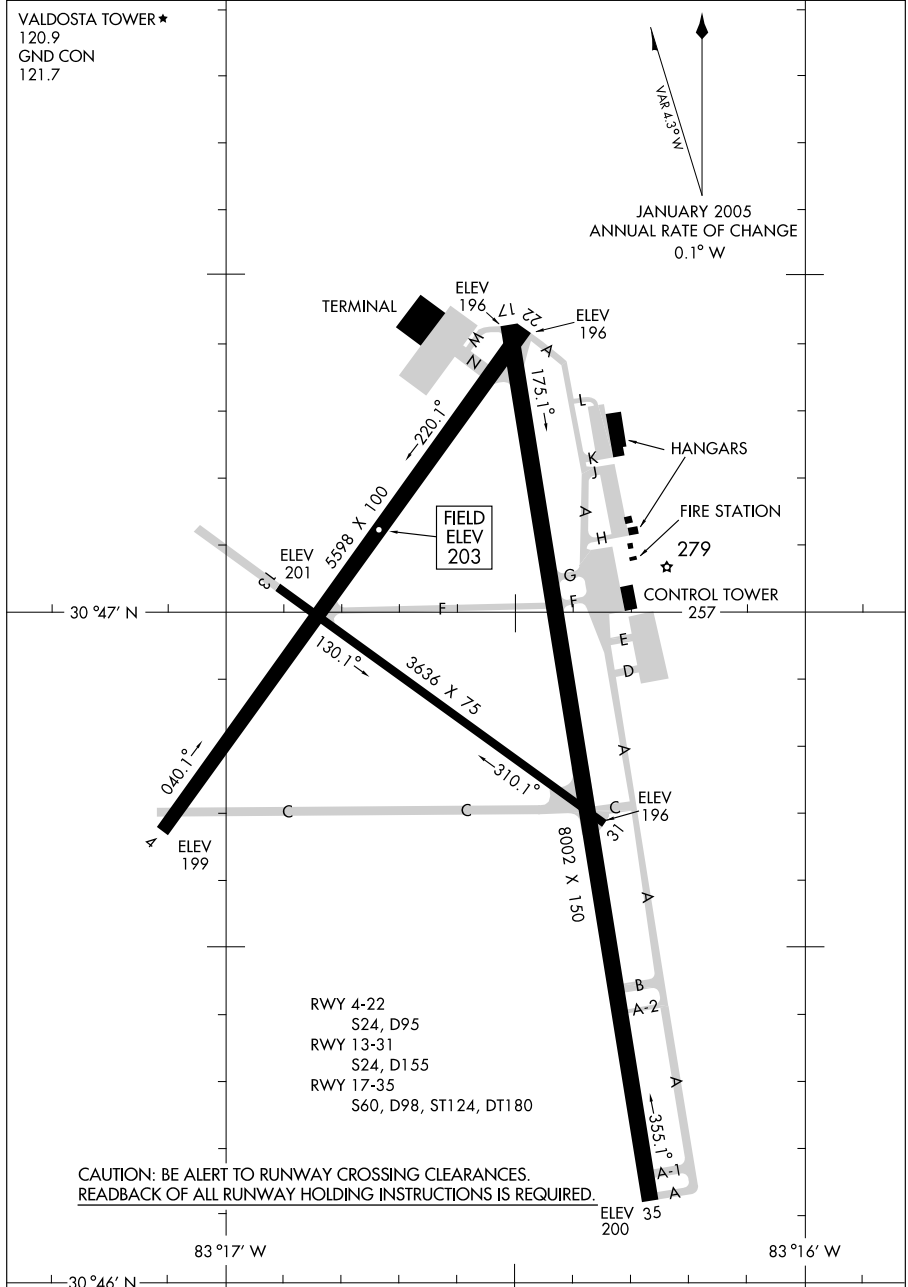 VALDOSTA TOWER★
120.9
GND CON
121.7
VAR 4.3° W
JANUARY 2005
ANNUAL RATE OF CHANGE
0.1° W
TERMINAL
ELEV
196
17
22
ELEV
196
W
N
A
L
175.1°
220.1°
K
J
HANGARS
5598 X 100
FIELD
ELEV
203
A
H
FIRE STATION
279
ELEV
201
13
G
F
F
CONTROL TOWER
257
30°47' N
E
D
130.1°
3636 X 75
040.1°
310.1°
A
C
C
C
ELEV
196
31
4
ELEV
199
8002 X 150
A
B
A-2
RWY 4-22
S24, D95
RWY 13-31
S24, D155
RWY 17-35
S60, D98, ST124, DT180
A
355.1°
A-1
A
CAUTION: BE ALERT TO RUNWAY CROSSING CLEARANCES.
READBACK OF ALL RUNWAY HOLDING INSTRUCTIONS IS REQUIRED.
ELEV
200
35
83°17' W
83°16' W
30°46' N